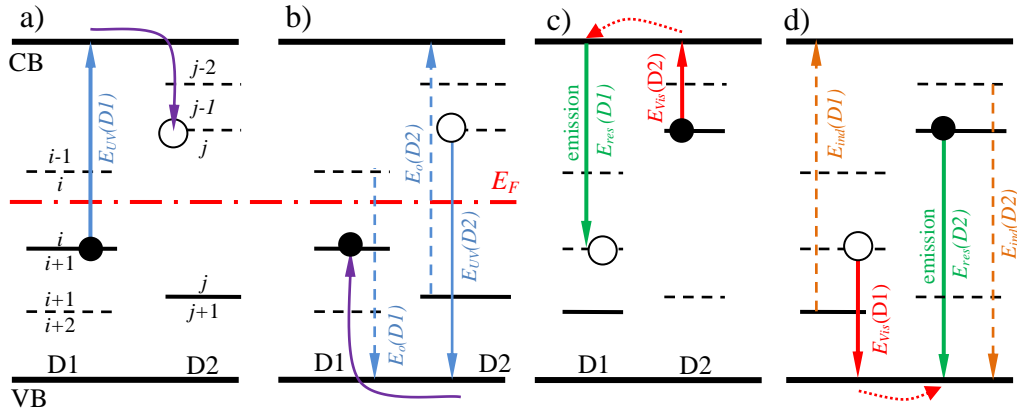 a)
CB
j-2
j-1
j
E_UV(D1)
i-1
i
i
i+1
i+1
i+2
j
j+1
D1
D2
VB
b)
E_o(D2)
E_F
E_UV(D2)
E_o(D1)
D1
D2
c)
emission
E_res (D1)
E_Vis(D2)
D1
D2
d)
E_ind(D1)
E_Vis(D1)
emission
E_res(D2)
E_ind(D2)